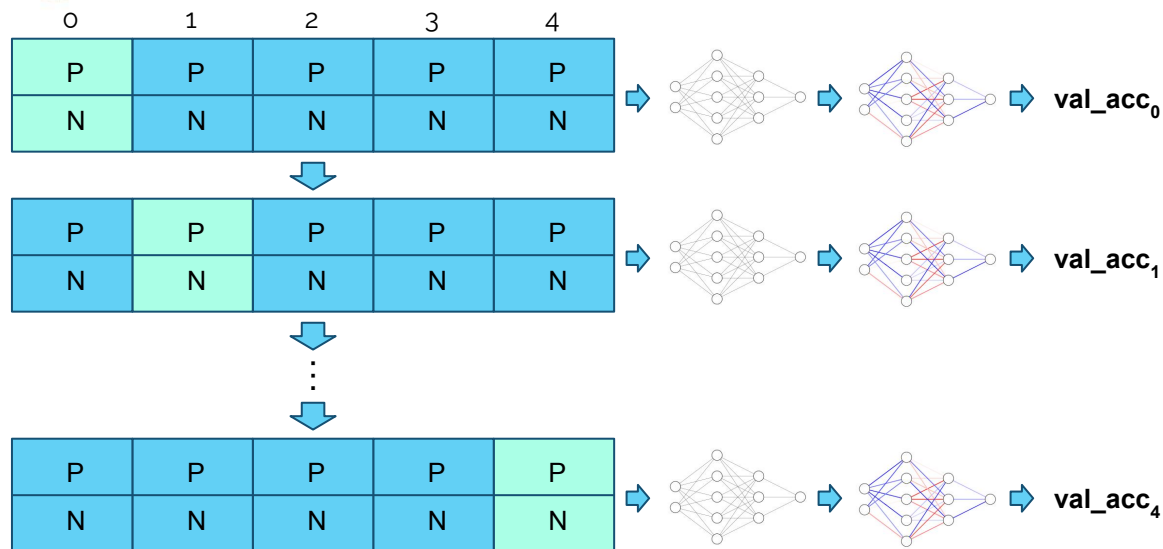 0 1 2 3 4
P P P P P
N N N N N
val_acc₀
P P P P P
N N N N N
val_acc₁
⋮
P P P P P
N N N N N
val_acc₄